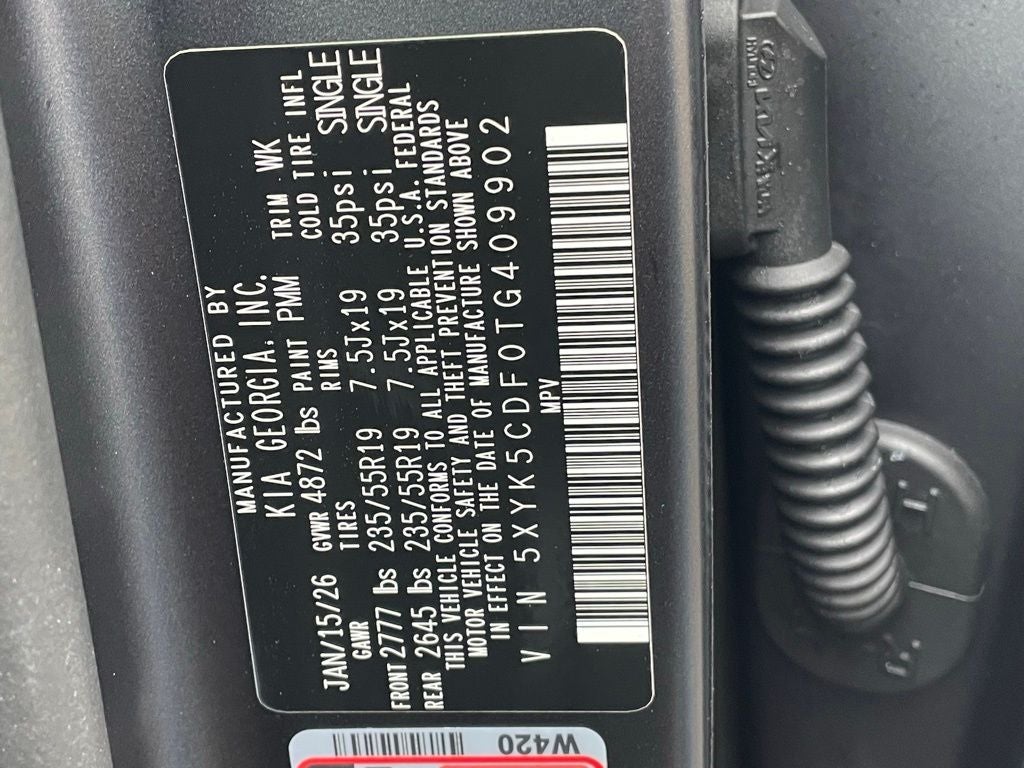 MANUFACTURED BY
KIA GEORGIA, INC.
JAN/15/26 GVWR 4872 lbs PAINT PMM TRIM WK
GAWR TIRES RIMS COLD TIRE INFL
FRONT 2777 lbs 235/55R19 7.5Jx19 35psi SINGLE
REAR 2645 lbs 235/55R19 7.5Jx19 35psi SINGLE
THIS VEHICLE CONFORMS TO ALL APPLICABLE U.S.A. FEDERAL
MOTOR VEHICLE SAFETY AND THEFT PREVENTION STANDARDS
IN EFFECT ON THE DATE OF MANUFACTURE SHOWN ABOVE
VIN 5XYK5CDF0TG409902
MPV
W420